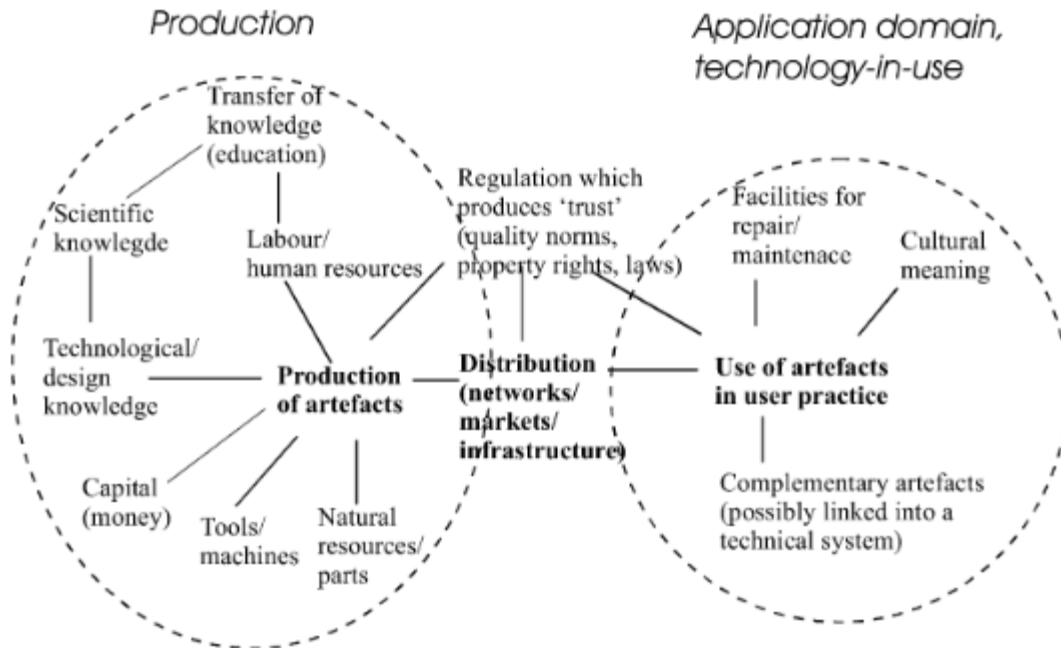 Production
Application domain,
technology-in-use
Transfer of
knowledge
(education)
Scientific
knowlegde
Labour/
human resources
Regulation which
produces ‘trust’
(quality norms,
property rights, laws)
Facilities for
repair/
maintenace
Cultural
meaning
Technological/
design
knowledge
Production
of artefacts
Distribution
(networks/
markets/
infrastructure)
Use of artefacts
in user practice
Capital
(money)
Tools/
machines
Natural
resources/
parts
Complementary artefacts
(possibly linked into a
technical system)